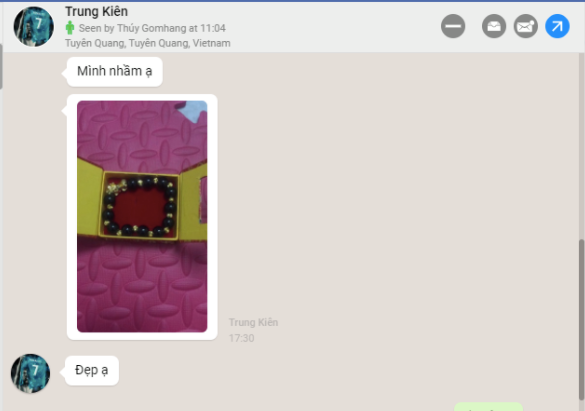 Trung Kiên
Seen by Thúy Gomhang at 11:04
Tuyên Quang, Tuyên Quang, Vietnam
Mình nhầm ạ
Trung Kiên
17:30
7
Đẹp ạ